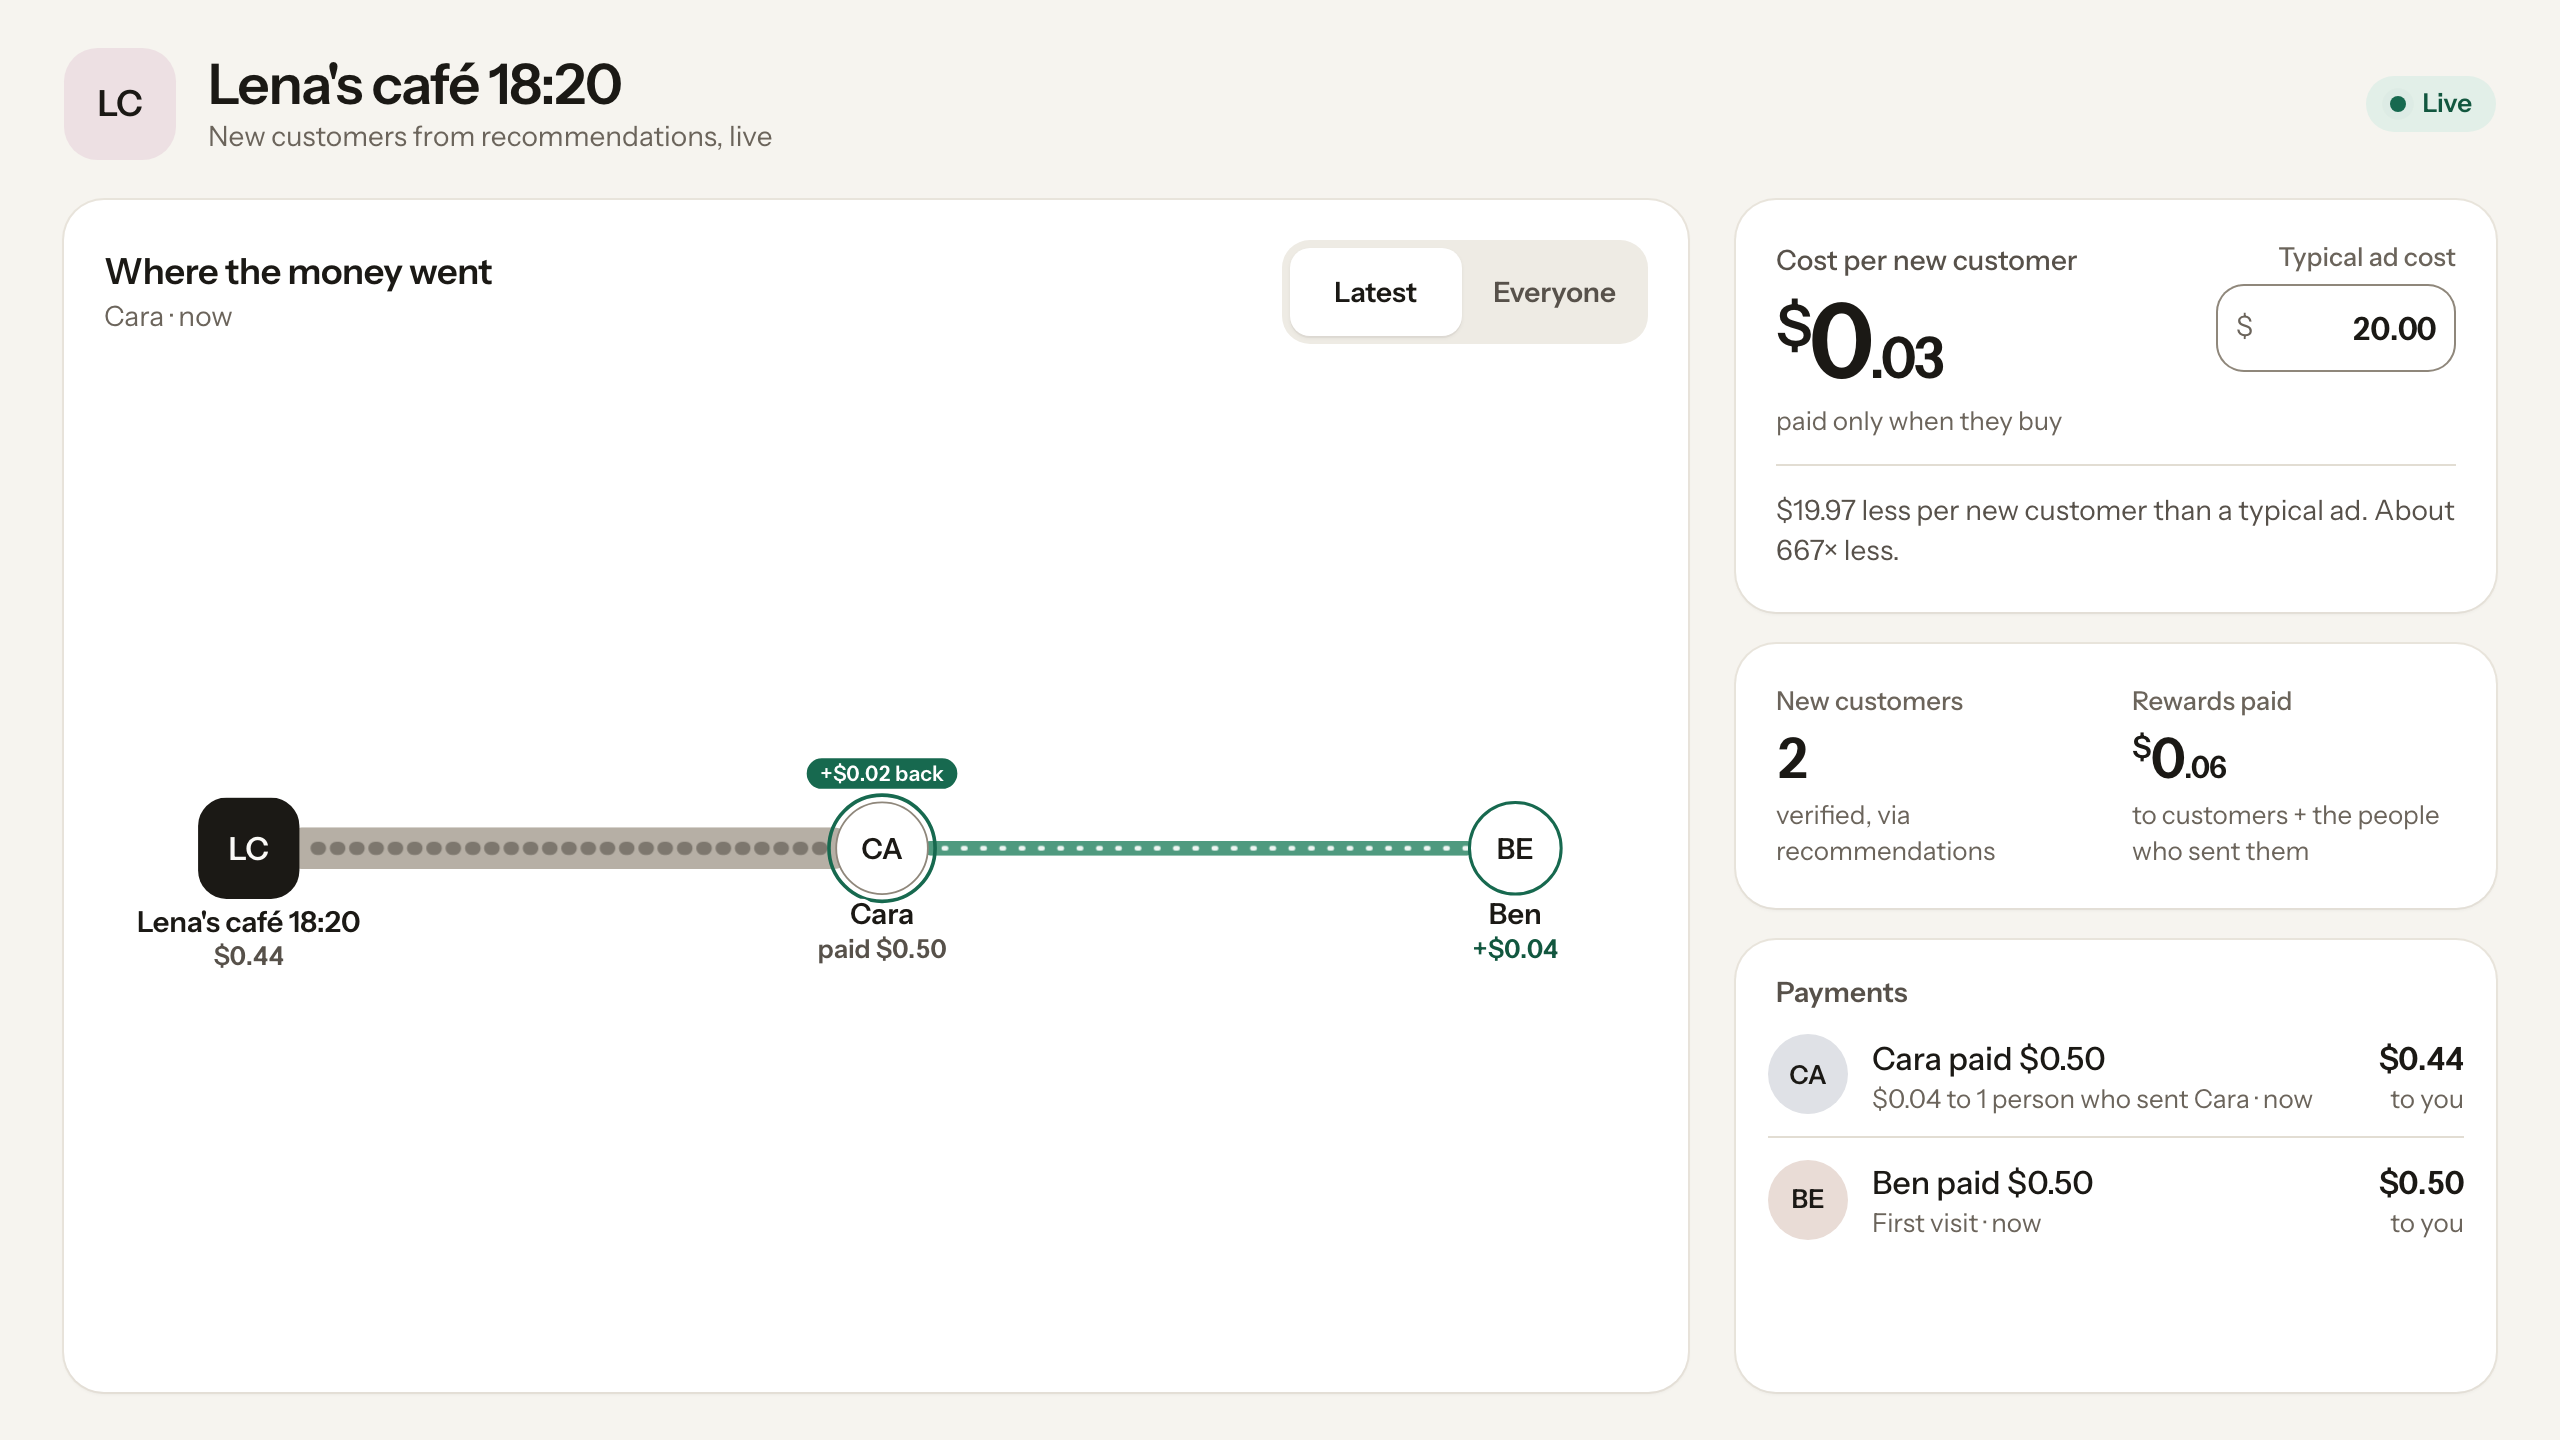 LC
Lena's café 18:20
New customers from recommendations, live
Live
Where the money went
Cara · now
Latest
Everyone
+$0.02 back
LC
CA
BE
Lena's café 18:20
$0.44
Cara
paid $0.50
Ben
+$0.04
Cost per new customer
$0.03
paid only when they buy
Typical ad cost
$ 20.00
$19.97 less per new customer than a typical ad. About
667× less.
New customers
2
verified, via
recommendations
Rewards paid
$0.06
to customers + the people
who sent them
Payments
CA
Cara paid $0.50
$0.04 to 1 person who sent Cara · now
$0.44
to you
BE
Ben paid $0.50
First visit · now
$0.50
to you